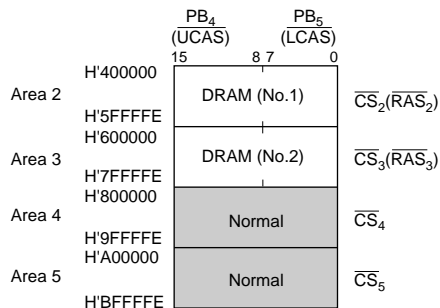 PB4 PB5
(UCAS) (LCAS)
15 8 7 0
H'400000
Area 2 DRAM (No.1) CS2(RAS2)
H'5FFFFE
H'600000
Area 3 DRAM (No.2) CS3(RAS3)
H'7FFFFE
H'800000
Area 4 Normal CS4
H'9FFFFE
H'A00000
Area 5 Normal CS5
H'BFFFFE